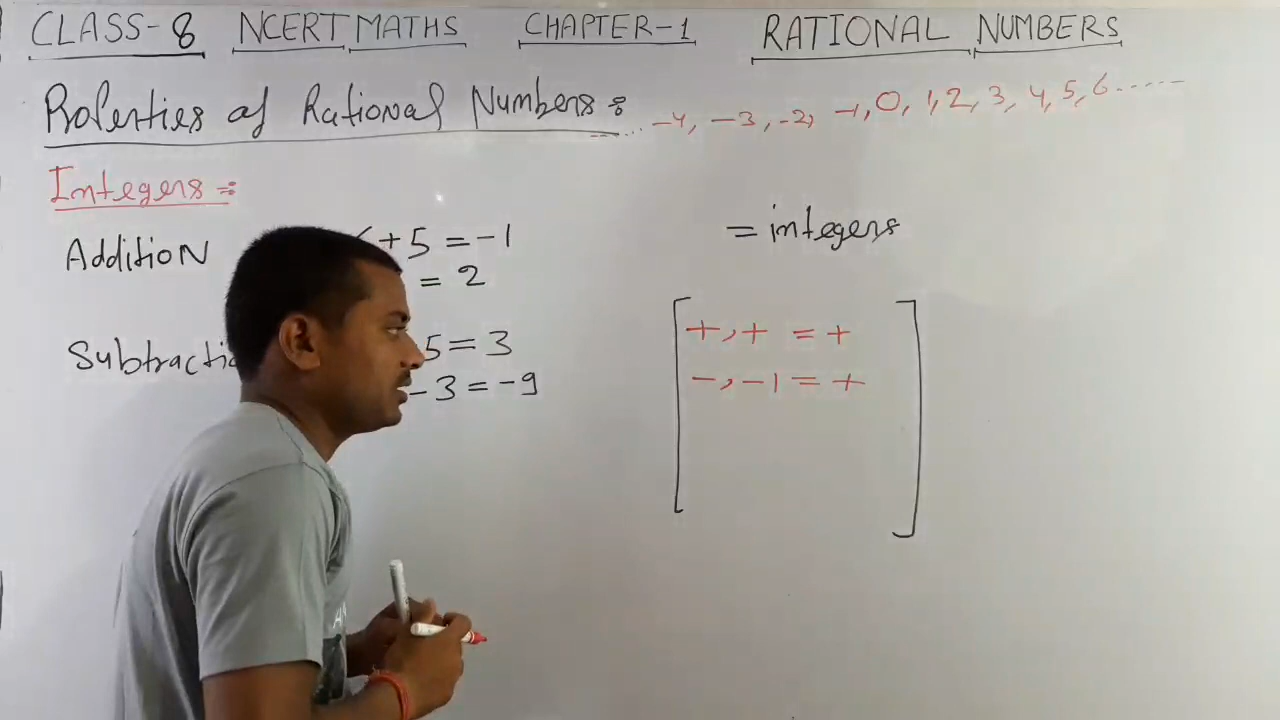 CLASS-8 NCERT MATHS CHAPTER-1 RATIONAL NUMBERS
Properties of Rational Numbers:
...... -4, -3, -2, -1, 0, 1, 2, 3, 4, 5, 6 ......
Integers :-
Addition +5 = -1 = integers
= 2
+, + = +
Subtractio 5 = 3
-, -1 = +
-3 = -9